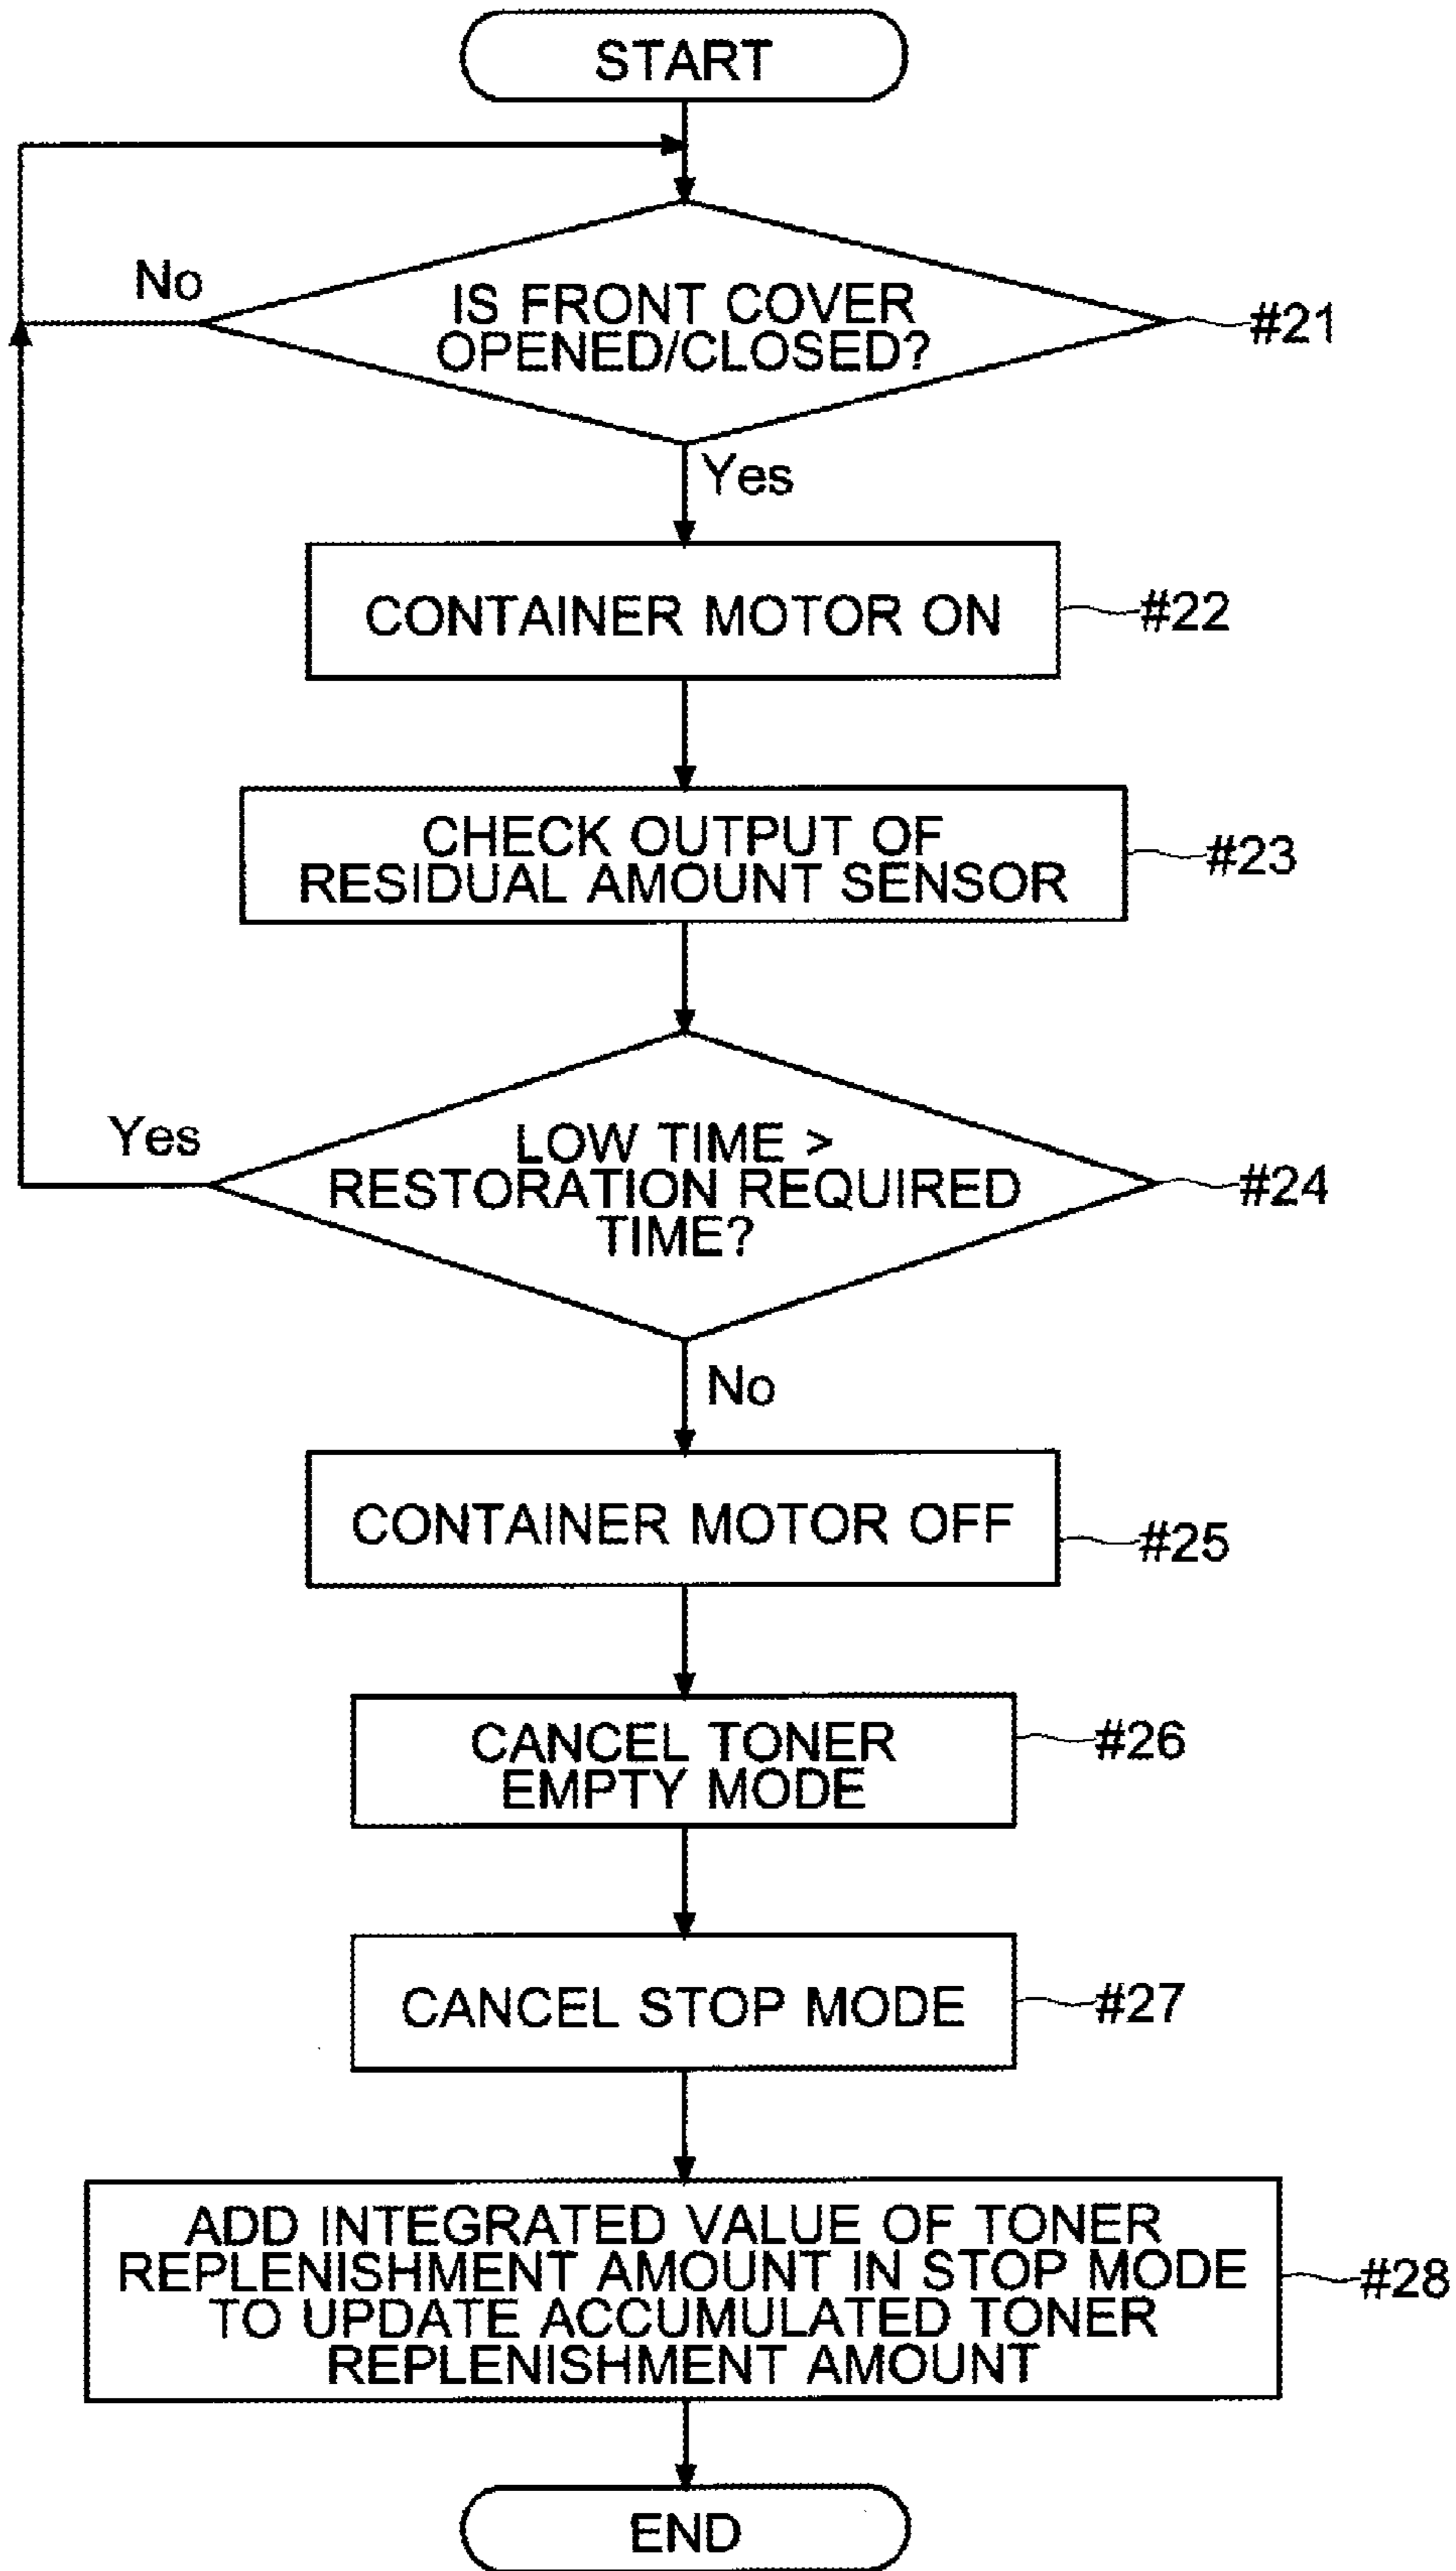 START
No
IS FRONT COVER
OPENED/CLOSED?
#21
Yes
CONTAINER MOTOR ON
#22
CHECK OUTPUT OF
RESIDUAL AMOUNT SENSOR
#23
Yes
LOW TIME >
RESTORATION REQUIRED
TIME?
#24
No
CONTAINER MOTOR OFF
#25
CANCEL TONER
EMPTY MODE
#26
CANCEL STOP MODE
#27
ADD INTEGRATED VALUE OF TONER
REPLENISHMENT AMOUNT IN STOP MODE
TO UPDATE ACCUMULATED TONER
REPLENISHMENT AMOUNT
#28
END